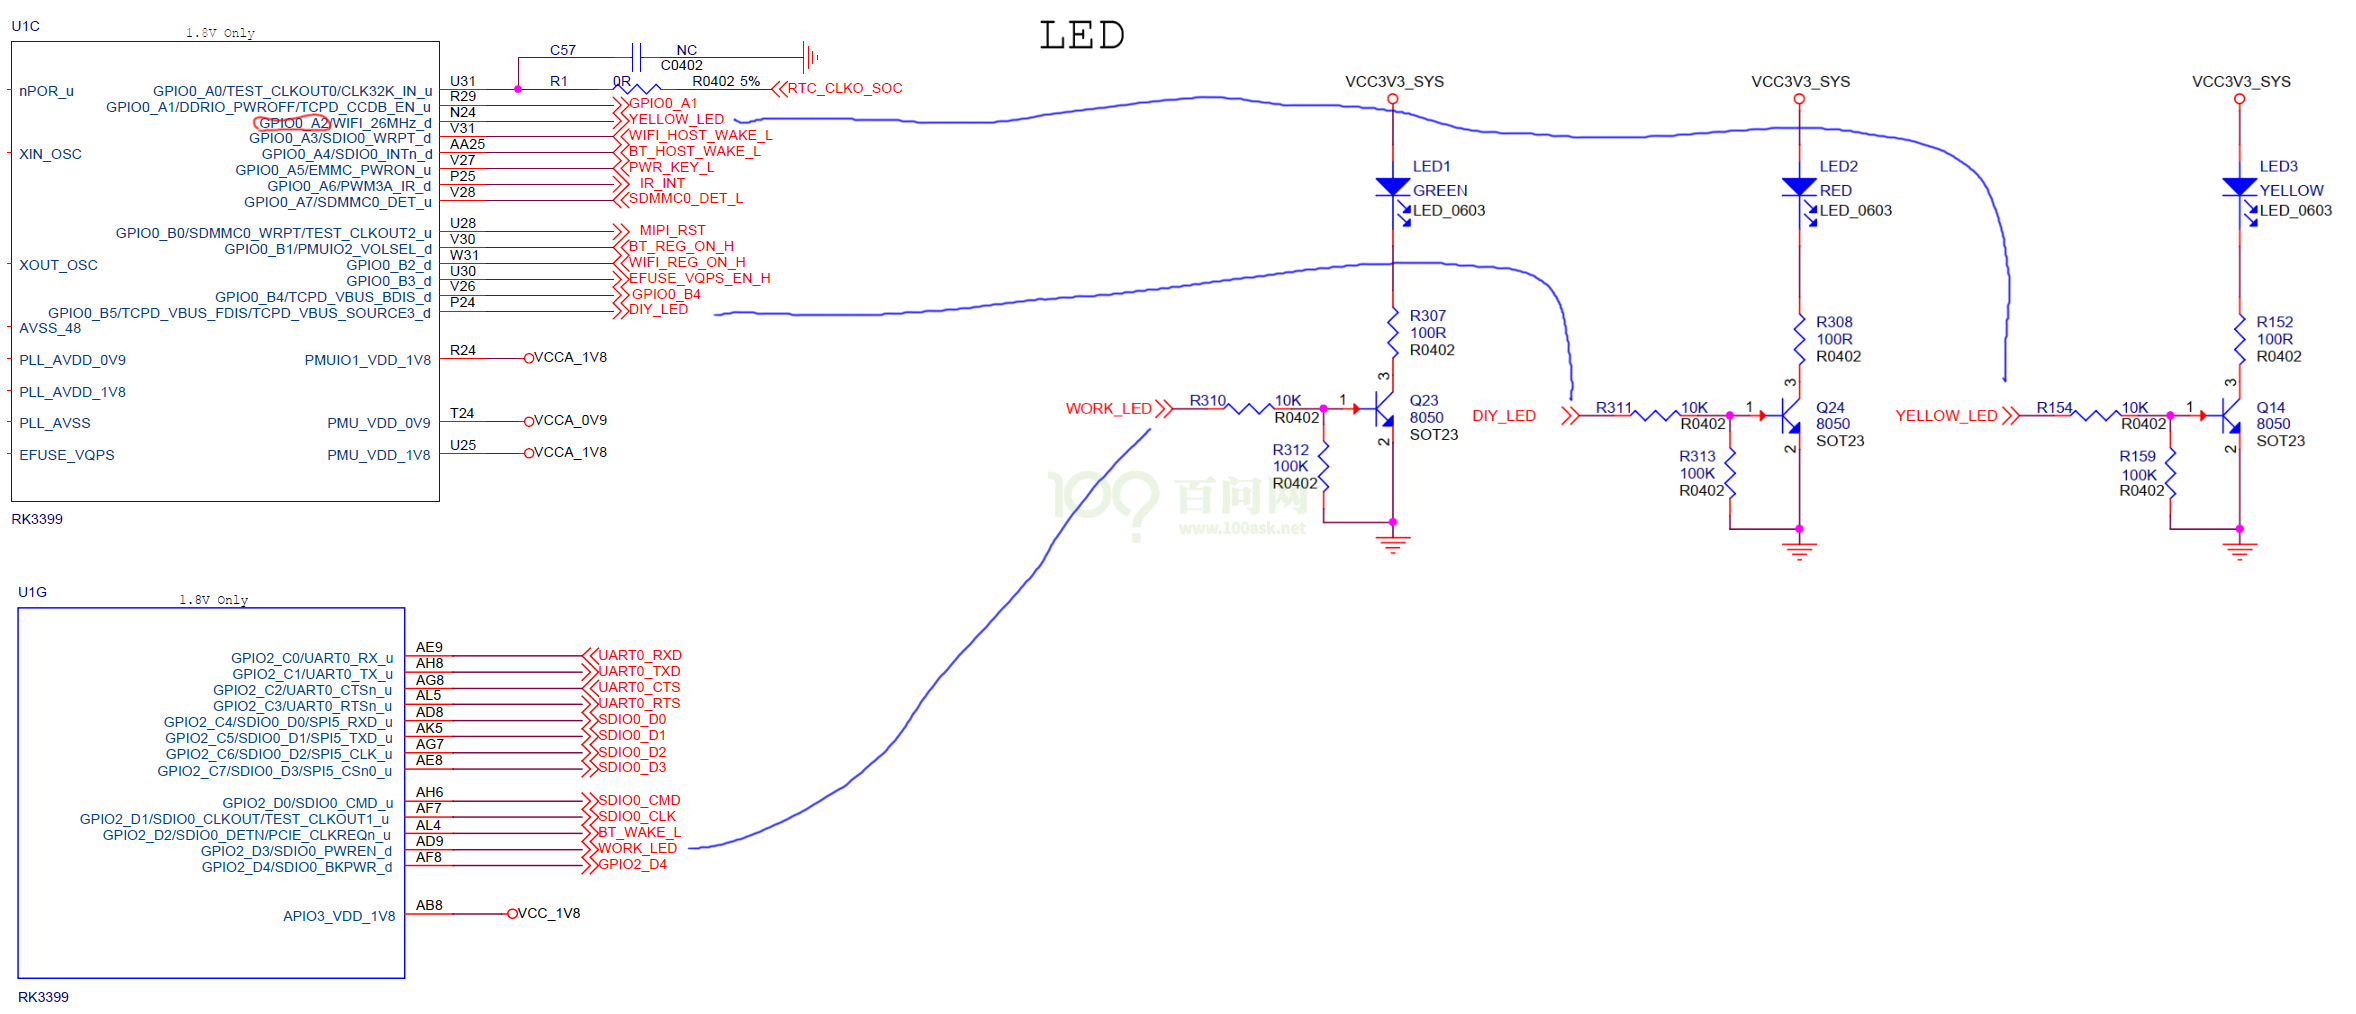 LED
U1C
1.8V Only
nPOR_u
XIN_OSC
XOUT_OSC
AVSS_48
PLL_AVDD_0V9
PLL_AVDD_1V8
PLL_AVSS
EFUSE_VQPS
C57 NC
C0402
GPIO0_A0/TEST_CLKOUT0/CLK32K_IN_u U31 R1 0R R0402 5% RTC_CLKO_SOC
GPIO0_A1/DDRIO_PWROFF/TCPD_CCDB_EN_u R29 GPIO0_A1
GPIO0_A2/WIFI_26MHz_d N24 YELLOW_LED
GPIO0_A3/SDIO0_WRPT_d V31 WIFI_HOST_WAKE_L
GPIO0_A4/SDIO0_INTn_d AA25 BT_HOST_WAKE_L
GPIO0_A5/EMMC_PWRON_u V27 PWR_KEY_L
GPIO0_A6/PWM3A_IR_d P25 IR_INT
GPIO0_A7/SDMMC0_DET_u V28 SDMMC0_DET_L
GPIO0_B0/SDMMC0_WRPT/TEST_CLKOUT2_u U28 MIPI_RST
GPIO0_B1/PMUIO2_VOLSEL_d V30 BT_REG_ON_H
GPIO0_B2_d W31 WIFI_REG_ON_H
GPIO0_B3_d U30 EFUSE_VQPS_EN_H
GPIO0_B4/TCPD_VBUS_BDIS_d V26 GPIO0_B4
GPIO0_B5/TCPD_VBUS_FDIS/TCPD_VBUS_SOURCE3_d P24 DIY_LED
PMUIO1_VDD_1V8 R24 VCCA_1V8
PMU_VDD_0V9 T24 VCCA_0V9
PMU_VDD_1V8 U25 VCCA_1V8
RK3399
U1G
1.8V Only
GPIO2_C0/UART0_RX_u AE9 UART0_RXD
GPIO2_C1/UART0_TX_u AH8 UART0_TXD
GPIO2_C2/UART0_CTSn_u AG8 UART0_CTS
GPIO2_C3/UART0_RTSn_u AL5 UART0_RTS
GPIO2_C4/SDIO0_D0/SPI5_RXD_u AD8 SDIO0_D0
GPIO2_C5/SDIO0_D1/SPI5_TXD_u AK5 SDIO0_D1
GPIO2_C6/SDIO0_D2/SPI5_CLK_u AG7 SDIO0_D2
GPIO2_C7/SDIO0_D3/SPI5_CSn0_u AE8 SDIO0_D3
GPIO2_D0/SDIO0_CMD_u AH6 SDIO0_CMD
GPIO2_D1/SDIO0_CLKOUT/TEST_CLKOUT1_u AF7 SDIO0_CLK
GPIO2_D2/SDIO0_DETN/PCIE_CLKREQn_u AL4 BT_WAKE_L
GPIO2_D3/SDIO0_PWREN_d AD9 WORK_LED
GPIO2_D4/SDIO0_BKPWR_d AF8 GPIO2_D4
APIO3_VDD_1V8 AB8 VCC_1V8
RK3399
VCC3V3_SYS
LED1
GREEN
LED_0603
R307
100R
R0402
3
WORK_LED R310 10K 1
R0402
Q23
8050
SOT23
2
R312
100K
R0402
VCC3V3_SYS
LED2
RED
LED_0603
R308
100R
R0402
3
DIY_LED R311 10K 1
R0402
Q24
8050
SOT23
2
R313
100K
R0402
VCC3V3_SYS
LED3
YELLOW
LED_0603
R152
100R
R0402
3
YELLOW_LED R154 10K 1
R0402
Q14
8050
SOT23
2
R159
100K
R0402
100? 百问网
www.100ask.net